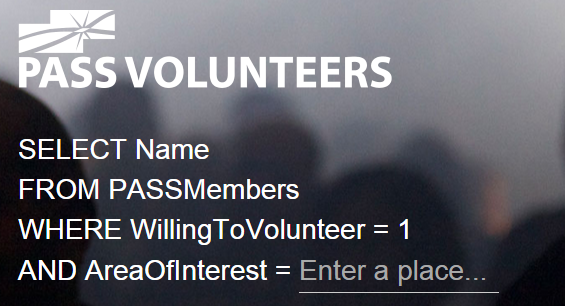 PASS VOLUNTEERS
SELECT Name
FROM PASSMembers
WHERE WillingToVolunteer = 1
AND AreaOfInterest = Enter a place...